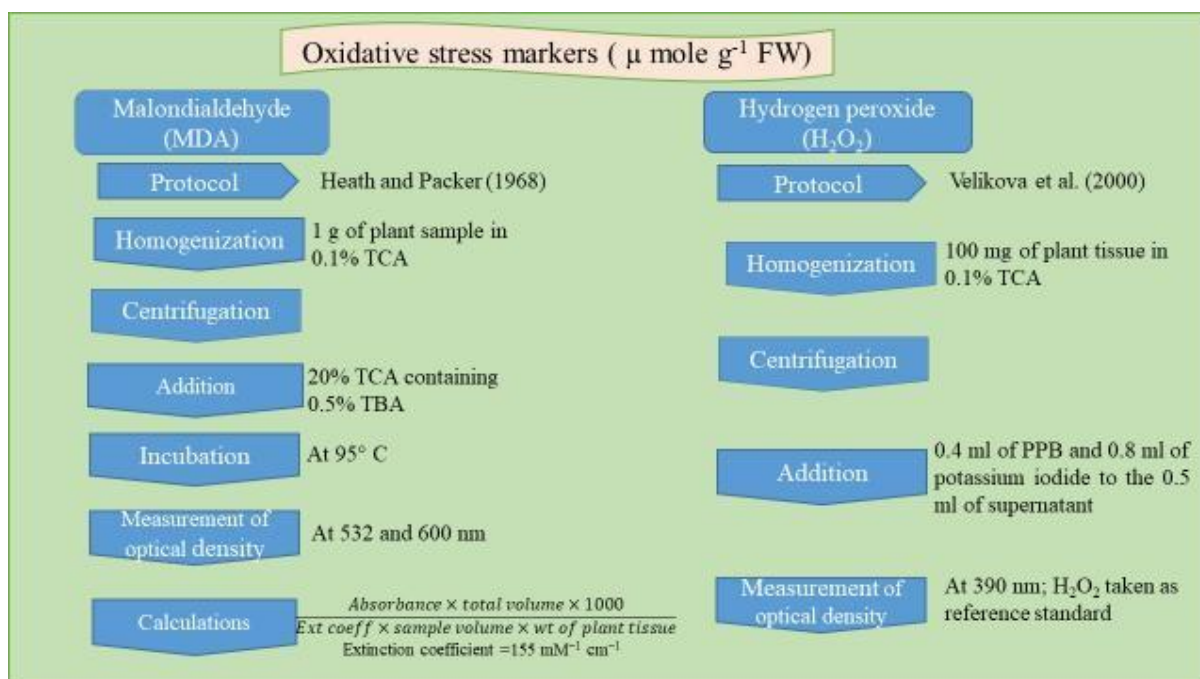 Oxidative stress markers ( μ mole g⁻¹ FW)
Malondialdehyde
(MDA)
Protocol
Heath and Packer (1968)
Homogenization
1 g of plant sample in
0.1% TCA
Centrifugation
Addition
20% TCA containing
0.5% TBA
Incubation
At 95° C
Measurement of
optical density
At 532 and 600 nm
Calculations
Absorbance × total volume × 1000
Ext coeff × sample volume × wt of plant tissue
Extinction coefficient =155 mM⁻¹ cm⁻¹
Hydrogen peroxide
(H₂O₂)
Protocol
Velikova et al. (2000)
Homogenization
100 mg of plant tissue in
0.1% TCA
Centrifugation
Addition
0.4 ml of PPB and 0.8 ml of
potassium iodide to the 0.5
ml of supernatant
Measurement of
optical density
At 390 nm; H₂O₂ taken as
reference standard